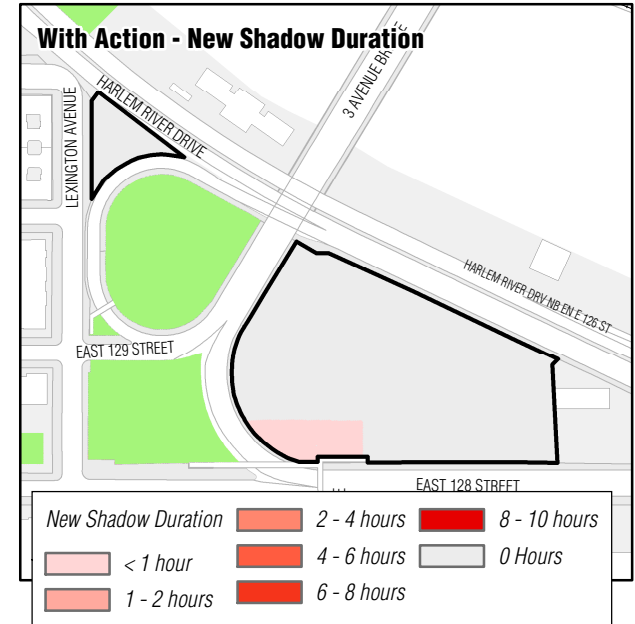 With Action - New Shadow Duration
HARLEM RIVER DRIVE
3 AVENUE
LEXINGTON AVENUE
HARLEM RIVER DRV NB EN E 126 ST
EAST 129 STREET
EAST 128 STREET
New Shadow Duration
< 1 hour
1 - 2 hours
2 - 4 hours
4 - 6 hours
6 - 8 hours
8 - 10 hours
0 Hours